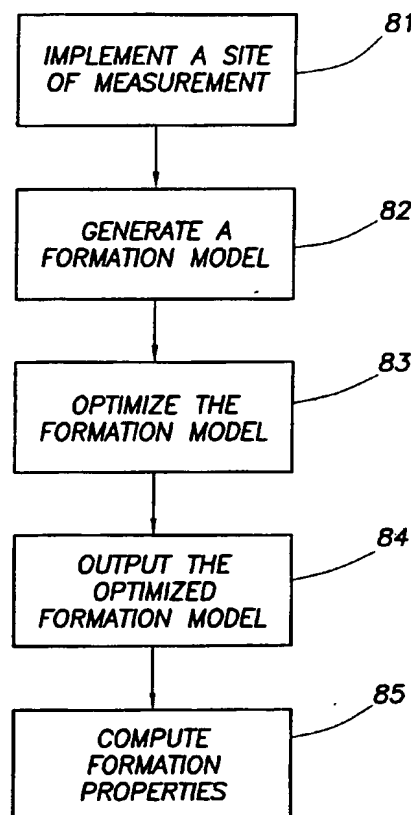 81
IMPLEMENT A SITE
OF MEASUREMENT
82
GENERATE A
FORMATION MODEL
83
OPTIMIZE THE
FORMATION MODEL
84
OUTPUT THE
OPTIMIZED
FORMATION MODEL
85
COMPUTE
FORMATION
PROPERTIES